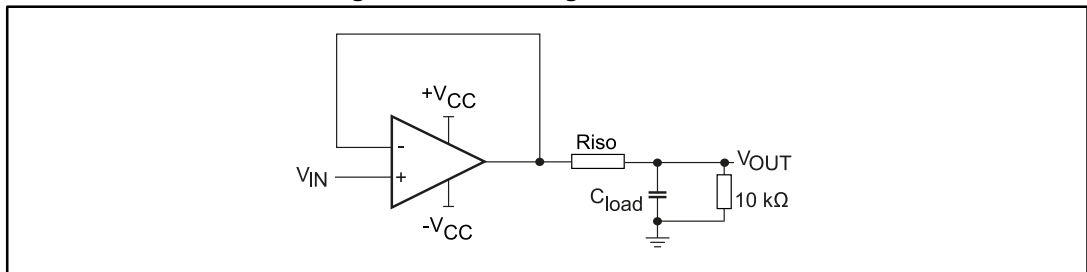 +VCC
Riso
-
VOUT
VIN
+
Cload
10 kΩ
-VCC